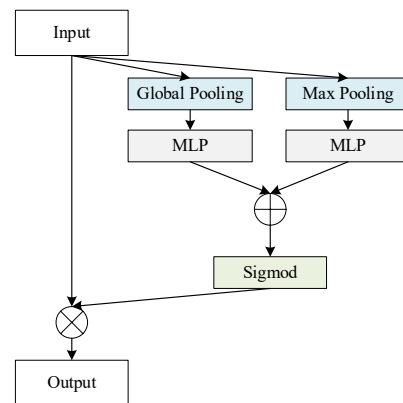 Input
Global Pooling
Max Pooling
MLP
MLP
Sigmod
Output